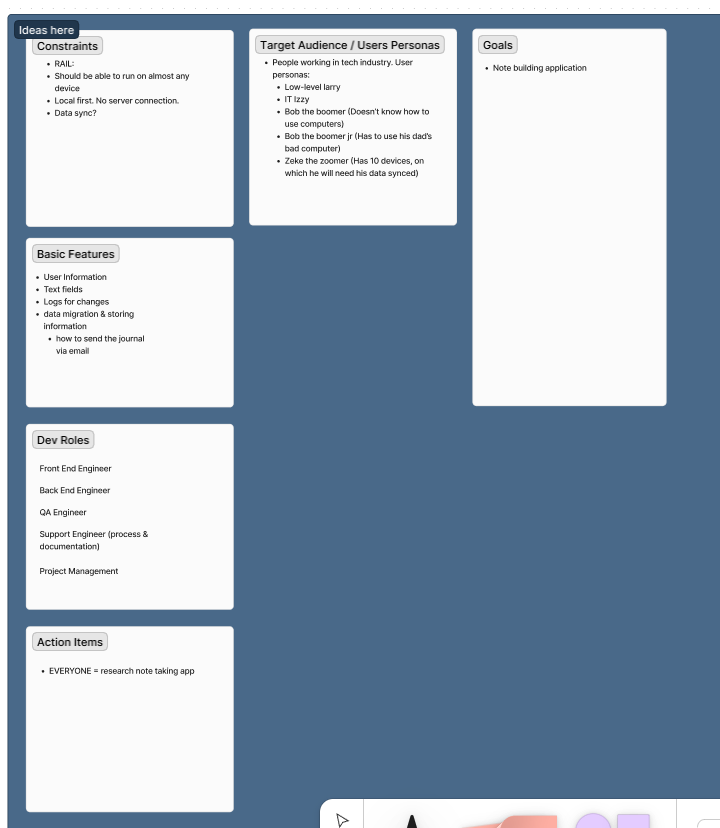 Ideas here
Constraints
• RAIL:
• Should be able to run on almost any
device
• Local first. No server connection.
• Data sync?
Target Audience / Users Personas
• People working in tech industry. User
personas:
• Low-level larry
• IT Izzy
• Bob the boomer (Doesn't know how to
use computers)
• Bob the boomer jr (Has to use his dad's
bad computer)
• Zeke the zoomer (Has 10 devices, on
which he will need his data synced)
Goals
• Note building application
Basic Features
• User Information
• Text fields
• Logs for changes
• data migration & storing
information
• how to send the journal
via email
Dev Roles
Front End Engineer
Back End Engineer
QA Engineer
Support Engineer (process &
documentation)
Project Management
Action Items
• EVERYONE = research note taking app